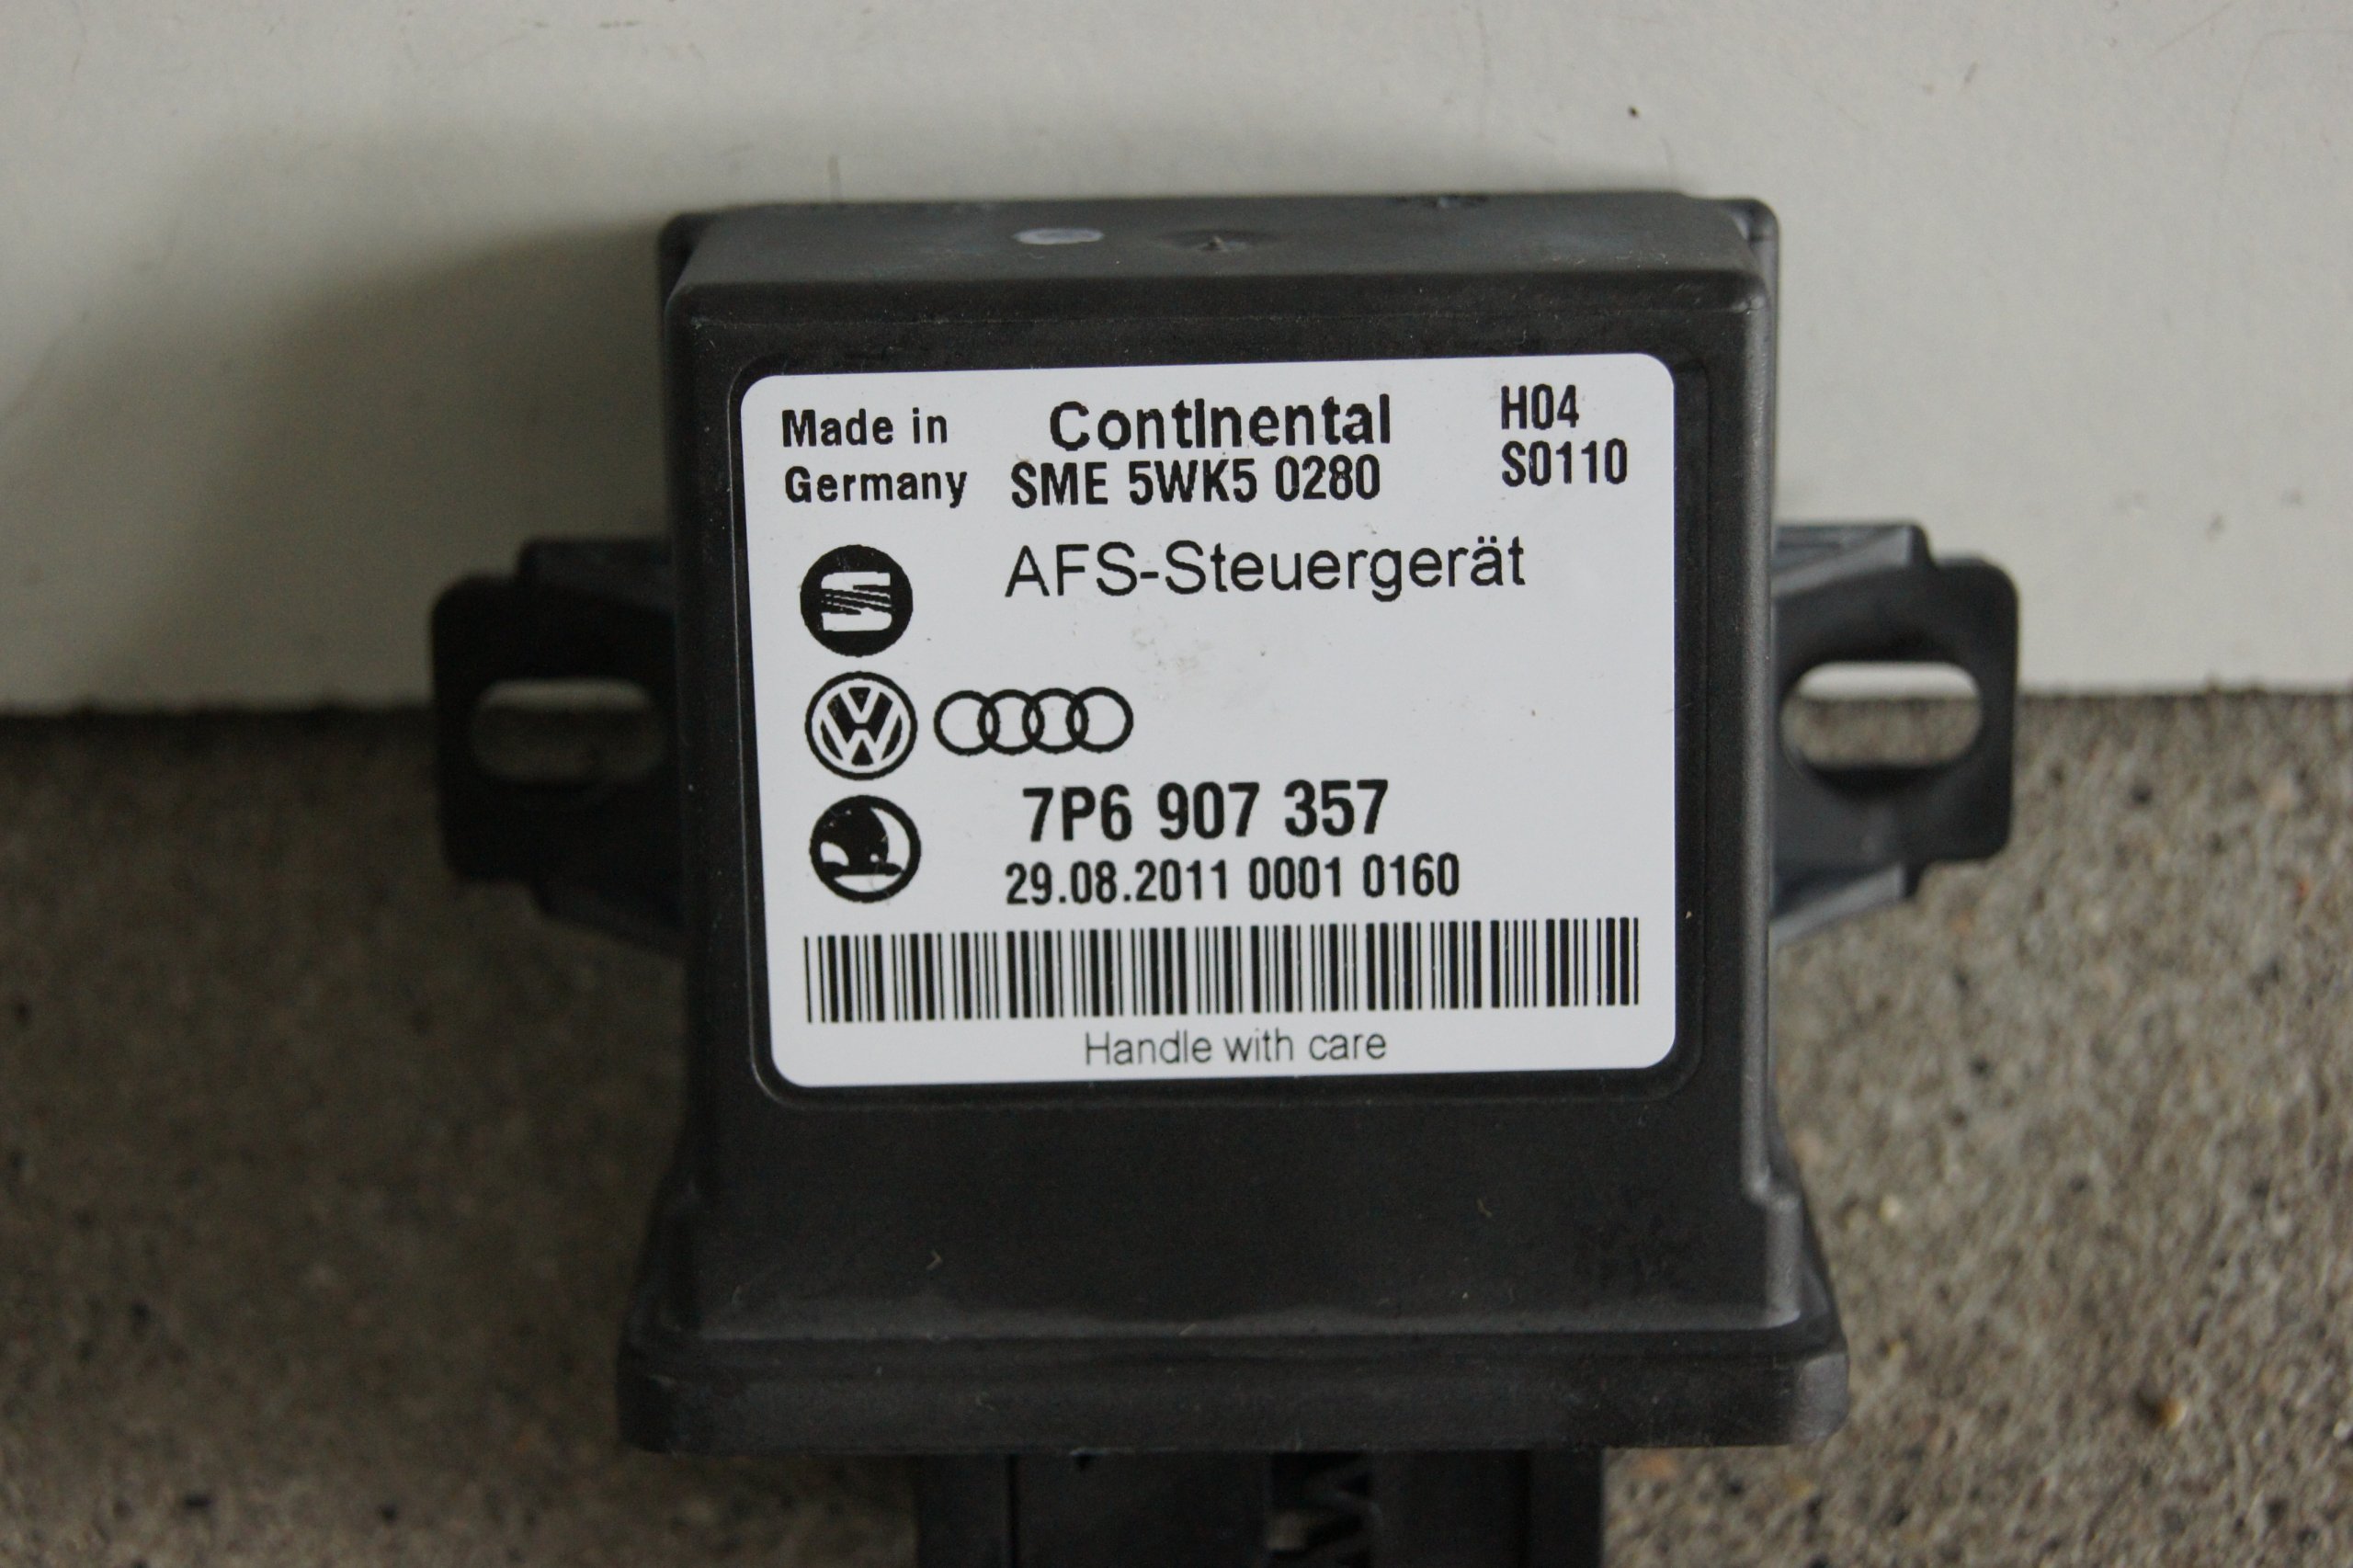 Made in
Germany
Continental
SME 5WK5 0280
H04
S0110
AFS-Steuergerät
7P6 907 357
29.08.2011 0001 0160
Handle with care